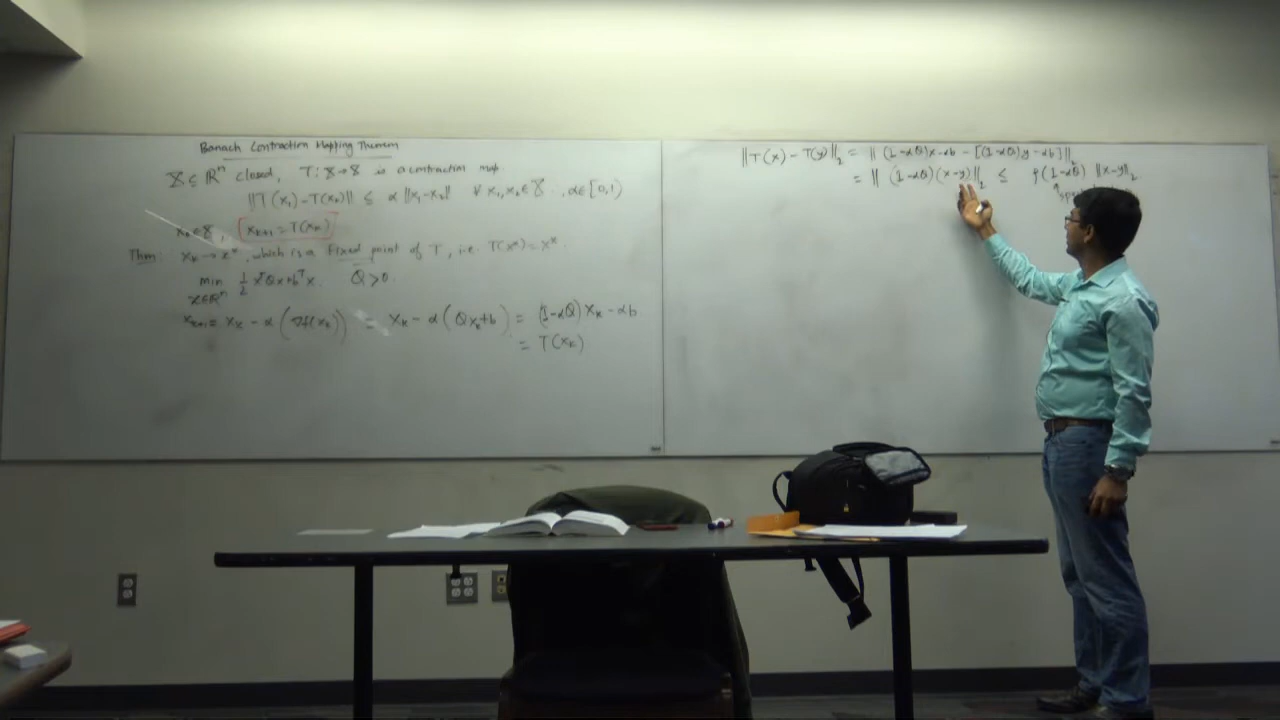 Banach Contraction Mapping Theorem
X ⊆ ℝⁿ closed, T: X→X is a contraction map.
‖T(x₁) - T(x₂)‖ ≤ α ‖x₁-x₂‖ ∀ x₁,x₂ ∈ X, α∈[0,1)
x_k ∈ X, x_{k+1} = T(x_k)
Thm: x_k → x*, which is a fixed point of T, i.e. T(x*) = x*.
min ½ xᵀQx + bᵀx. Q > 0.
x∈ℝⁿ
x_{k+1} = x_k - α (∇f(x_k)) = x_k - α (Qx_k+b) = (I-αQ) x_k - αb
= T(x_k)
‖T(x) - T(y)‖₂ = ‖ (I-αQ)x-αb - [(I-αQ)y -αb]‖₂
= ‖ (I-αQ) (x-y)‖₂ ≤ ρ(I-αQ) ‖x-y‖₂